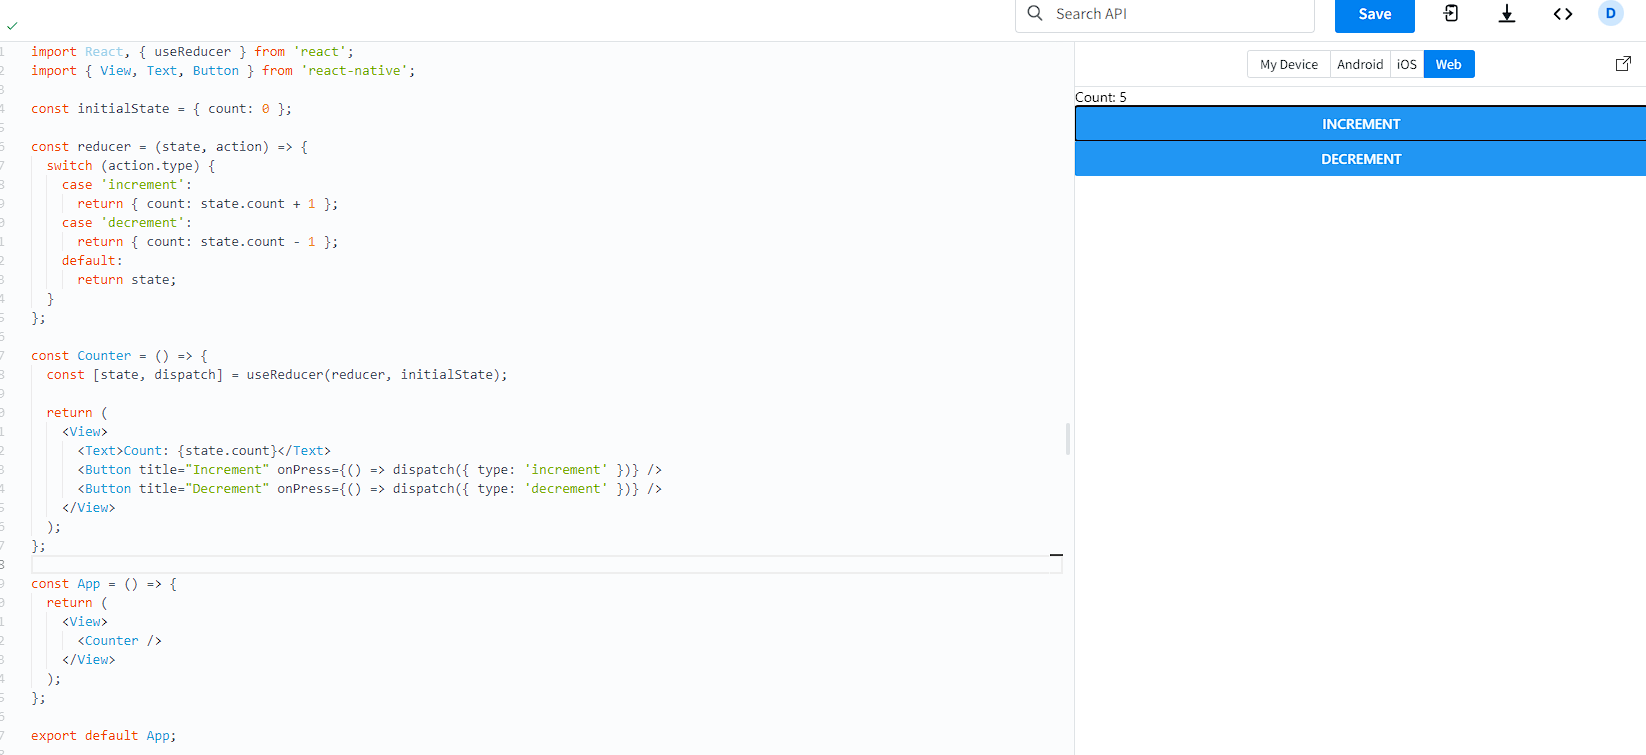 Search API
Save
D
import React, { useReducer } from 'react';
import { View, Text, Button } from 'react-native';
const initialState = { count: 0 };
const reducer = (state, action) => {
switch (action.type) {
case 'increment':
return { count: state.count + 1 };
case 'decrement':
return { count: state.count - 1 };
default:
return state;
}
};
const Counter = () => {
const [state, dispatch] = useReducer(reducer, initialState);
return (
<View>
<Text>Count: {state.count}</Text>
<Button title="Increment" onPress={() => dispatch({ type: 'increment' })} />
<Button title="Decrement" onPress={() => dispatch({ type: 'decrement' })} />
</View>
);
};
const App = () => {
return (
<View>
<Counter />
</View>
);
};
export default App;
My Device Android iOS Web
Count: 5
INCREMENT
DECREMENT